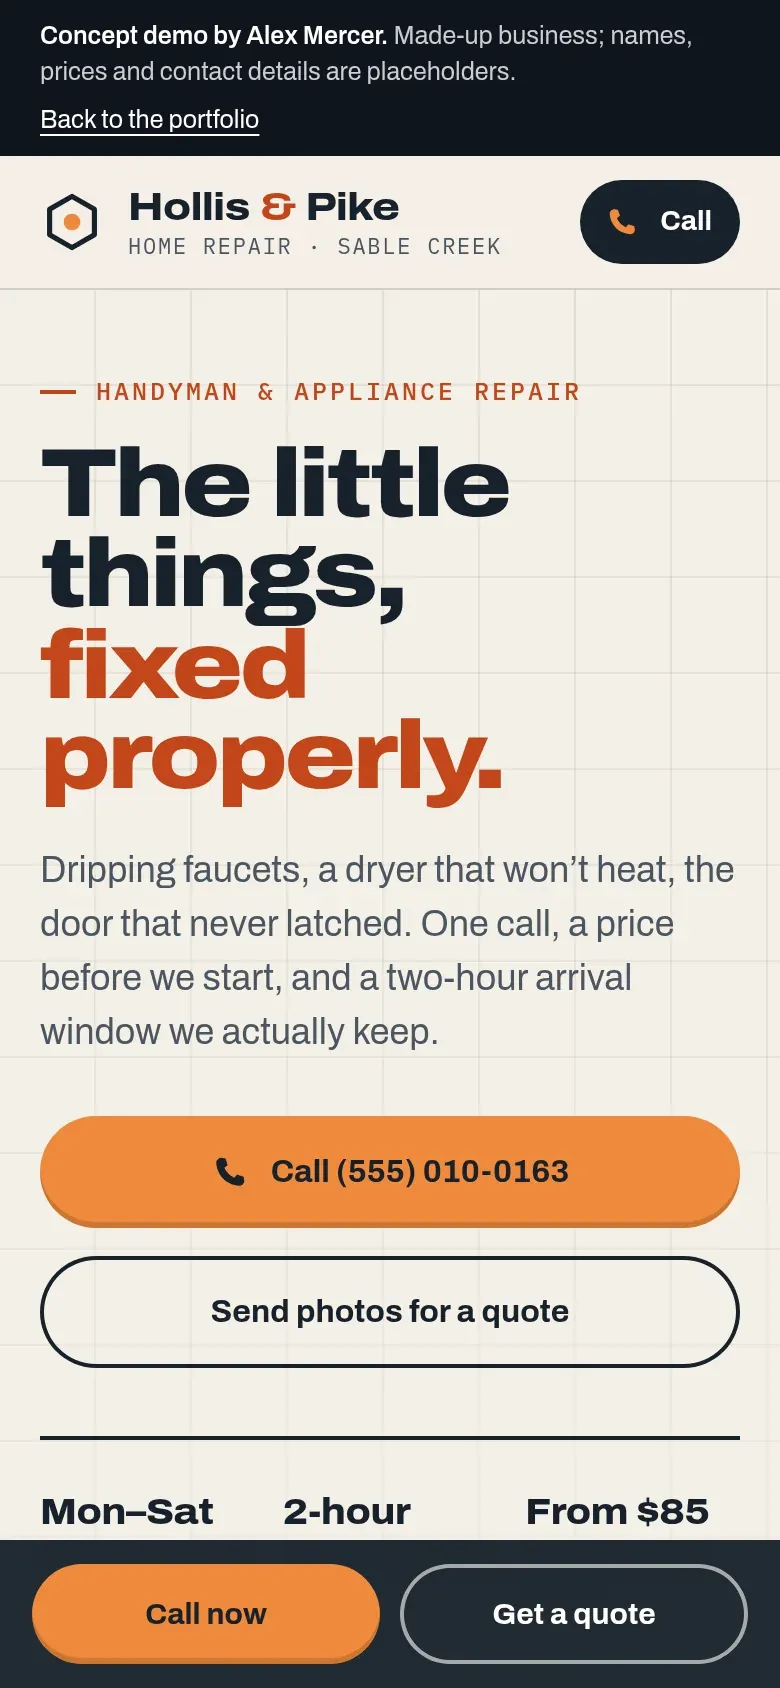 Concept demo by Alex Mercer. Made-up business; names,
prices and contact details are placeholders.
Back to the portfolio
Hollis & Pike
HOME REPAIR · SABLE CREEK
Call
HANDYMAN & APPLIANCE REPAIR
The little
things,
fixed
properly.
Dripping faucets, a dryer that won’t heat, the
door that never latched. One call, a price
before we start, and a two-hour arrival
window we actually keep.
Call (555) 010-0163
Send photos for a quote
Mon–Sat 2-hour From $85
Call now Get a quote